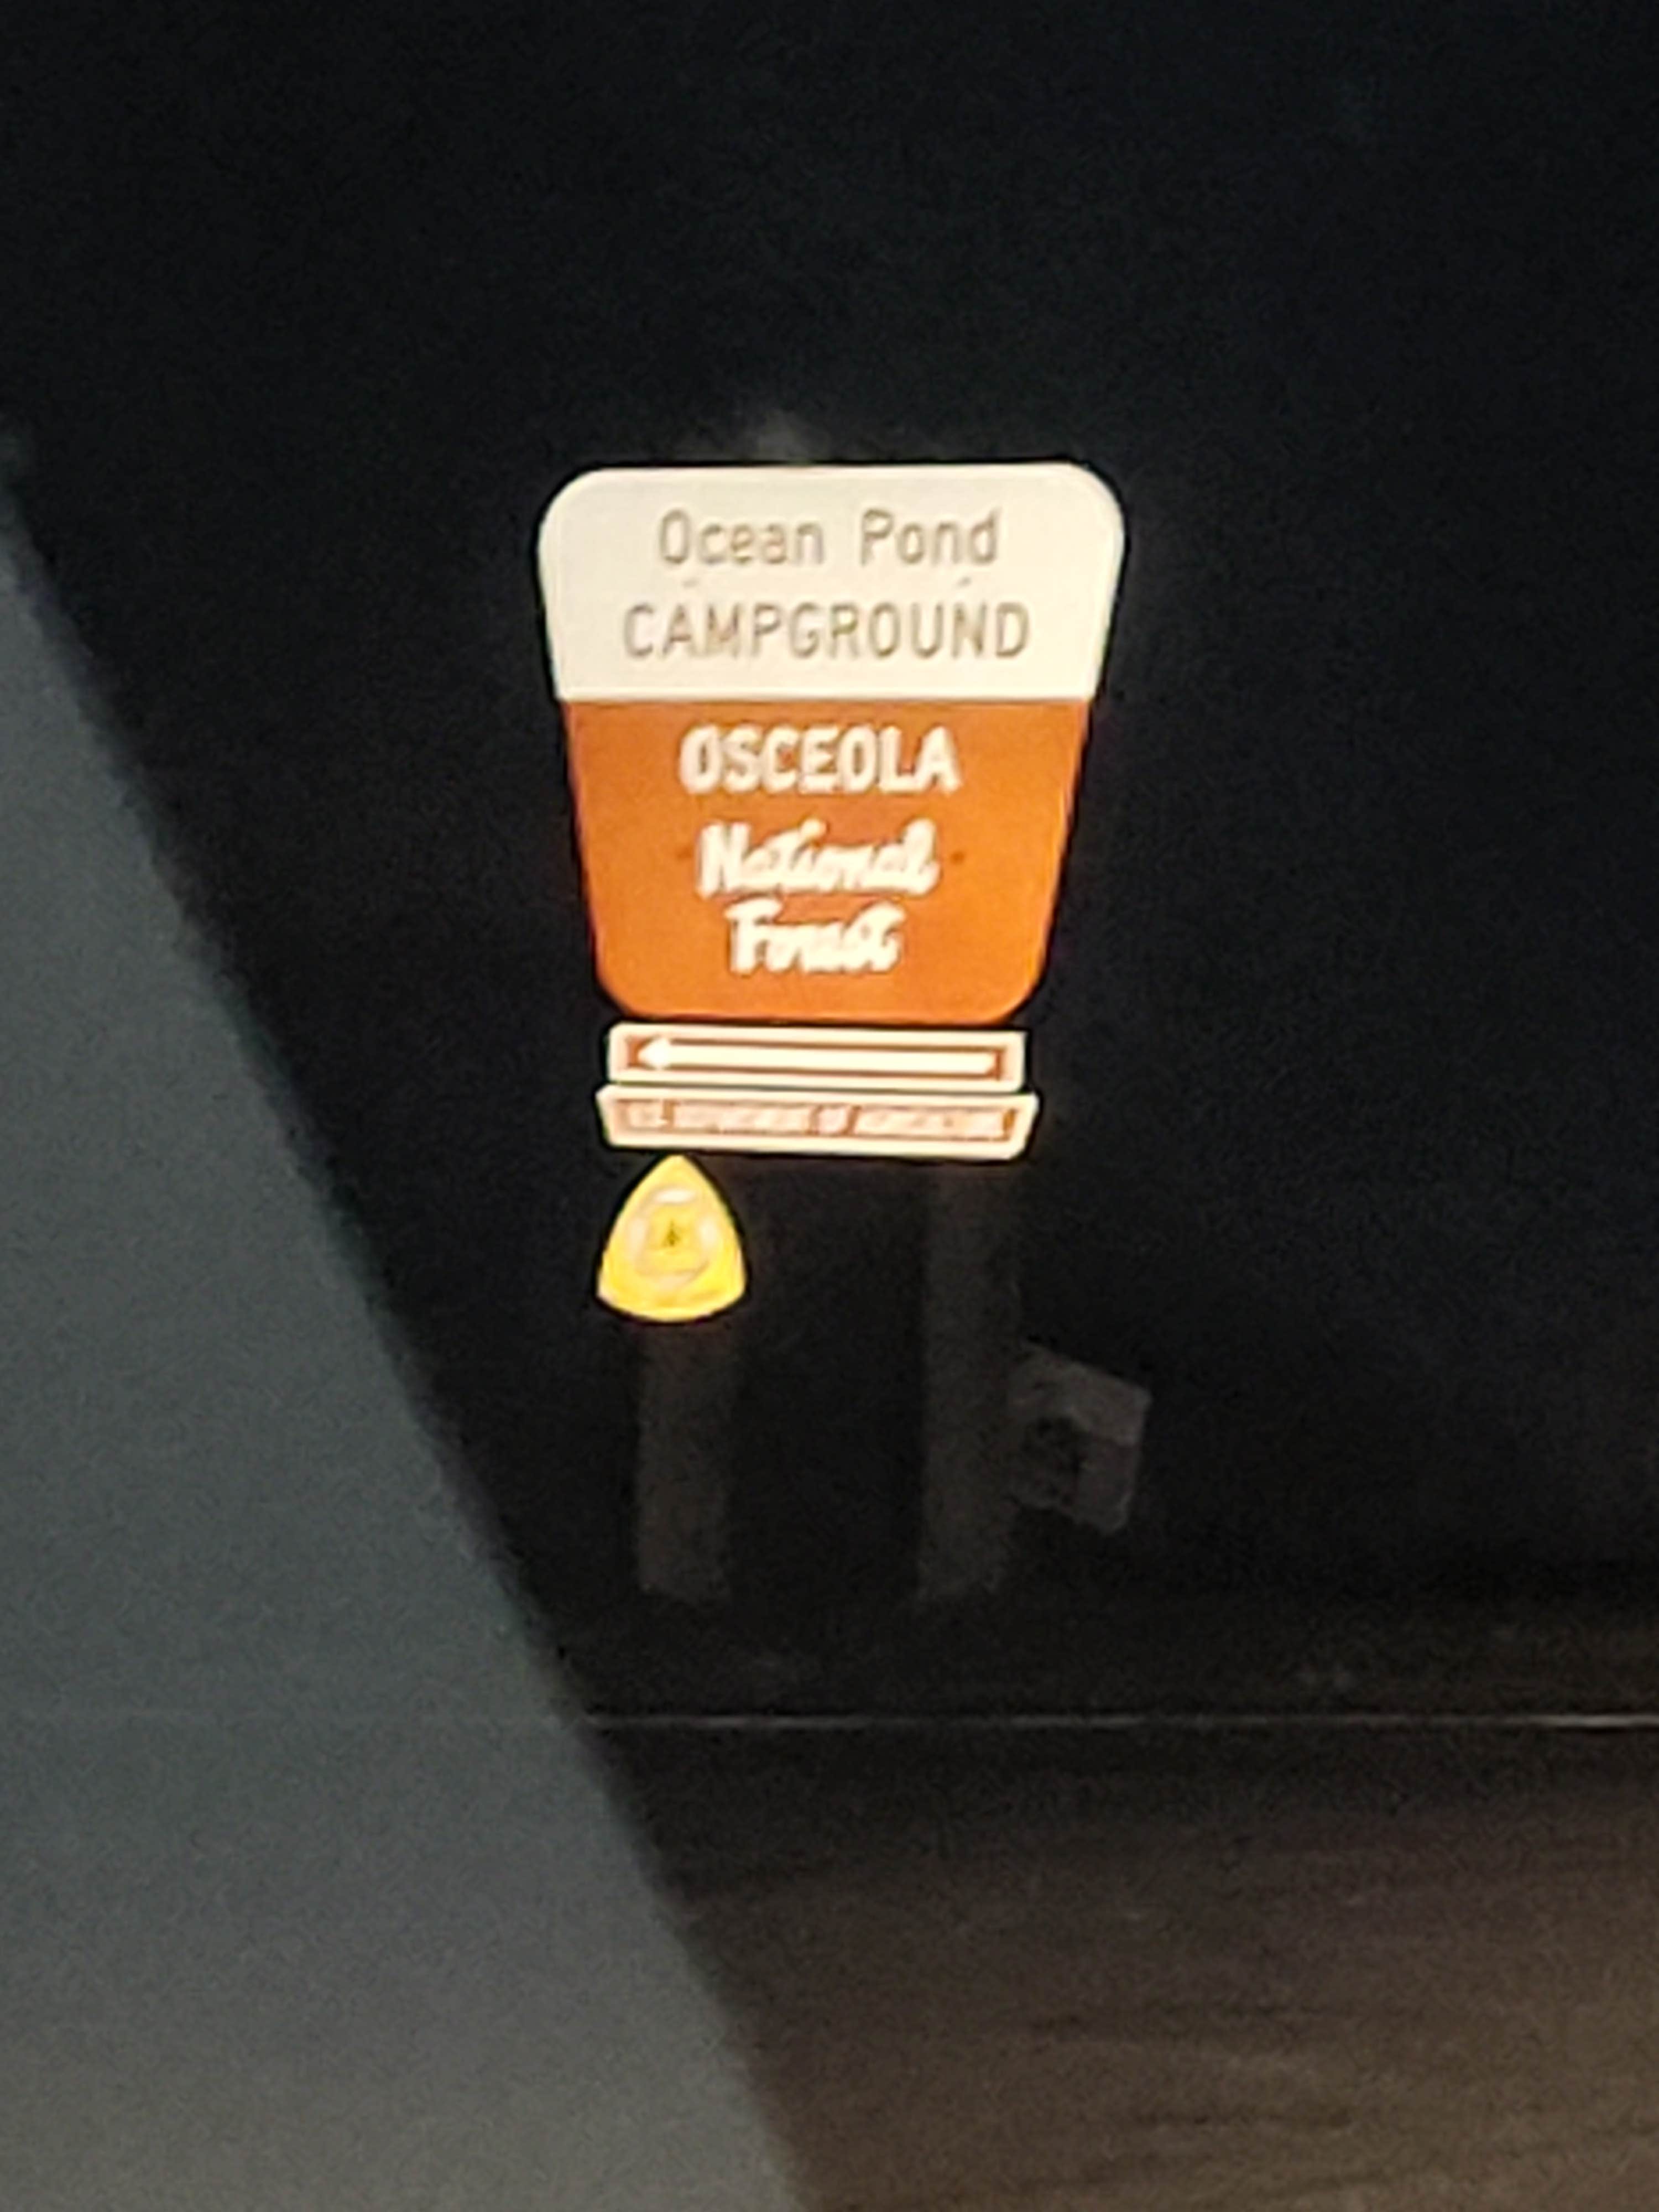 Ocean Pond
CAMPGROUND
OSCEOLA
National
Forest